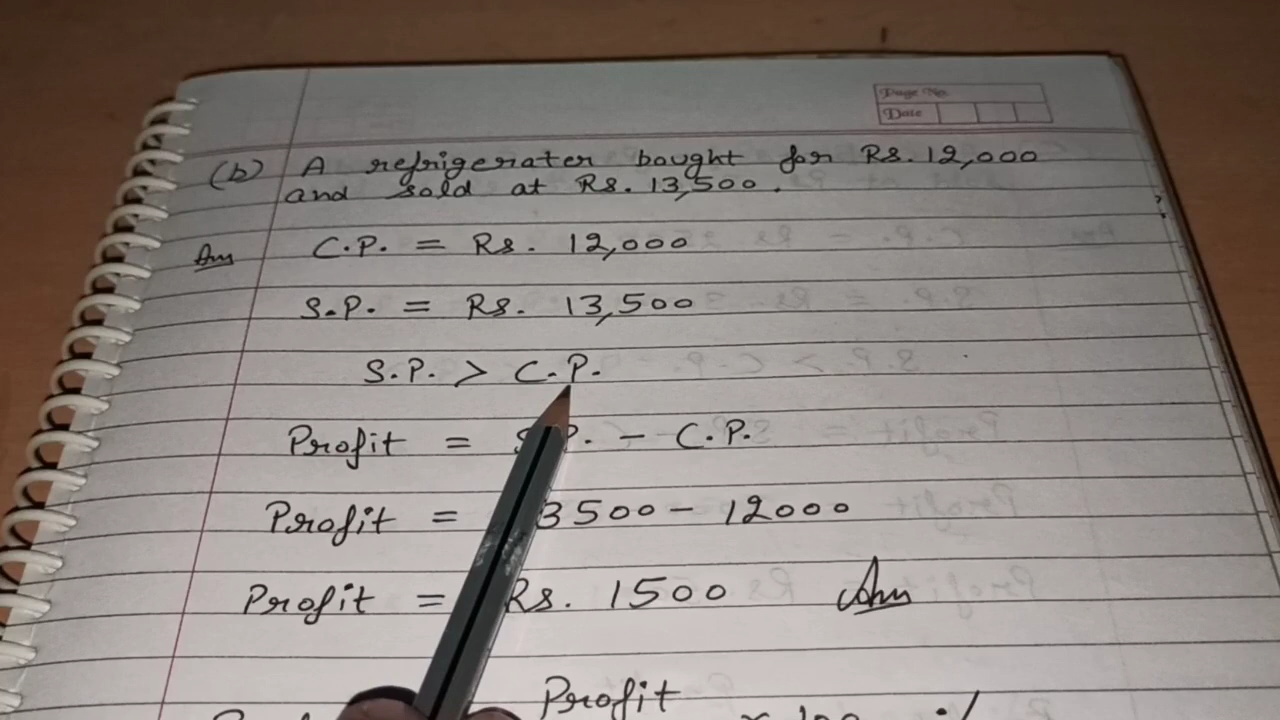 Page No.
Date
(b) A refrigerater bought for Rs. 12,000
and sold at Rs. 13,500.
Ans C.P. = Rs. 12,000
S.P. = Rs. 13,500
S.P. > C.P.
Profit = S.P. - C.P.
Profit = 3500 - 12000
Profit = Rs. 1500 Ans
Profit
× 100 %